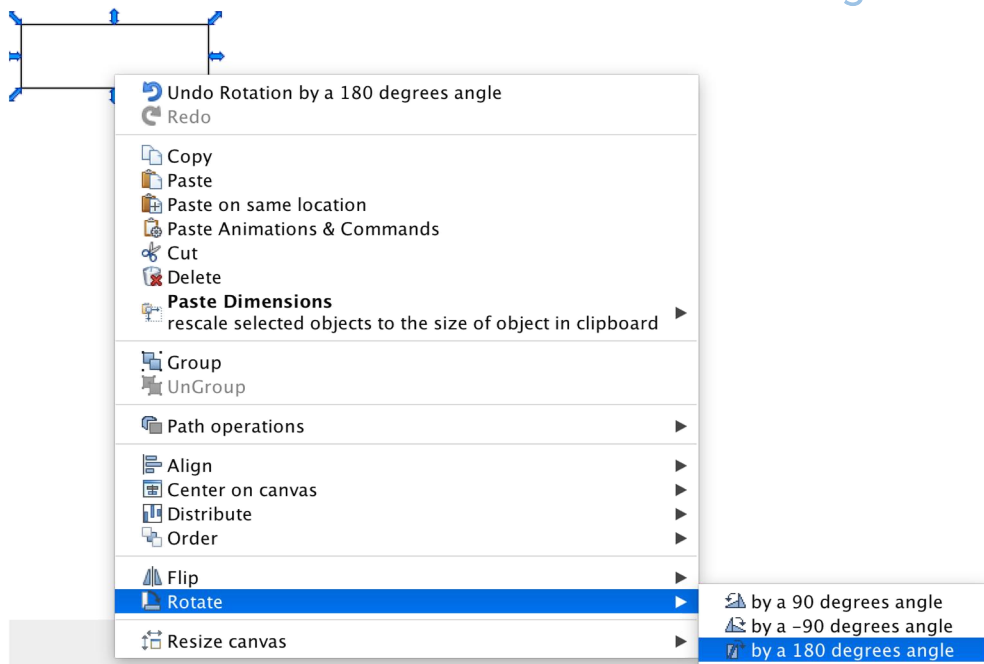 Undo Rotation by a 180 degrees angle
Redo
Copy
Paste
Paste on same location
Paste Animations & Commands
Cut
Delete
Paste Dimensions
rescale selected objects to the size of object in clipboard
Group
UnGroup
Path operations
Align
Center on canvas
Distribute
Order
Flip
Rotate
by a 90 degrees angle
by a -90 degrees angle
by a 180 degrees angle
Resize canvas